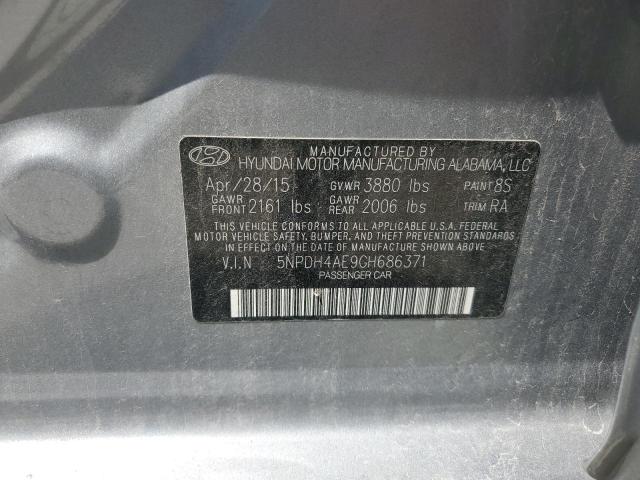 MANUFACTURED BY
HYUNDAI MOTOR MANUFACTURING ALABAMA, LLC
Apr/28/15 GVWR 3880 lbs PAINT 8S
GAWR FRONT 2161 lbs GAWR REAR 2006 lbs TRIM RA
THIS VEHICLE CONFORMS TO ALL APPLICABLE U.S.A. FEDERAL
MOTOR VEHICLE SAFETY, BUMPER, AND THEFT PREVENTION
STANDARDS IN EFFECT ON THE DATE OF MANUFACTURE SHOWN ABOVE
V.I.N 5NPDH4AE9GH686371
PASSENGER CAR